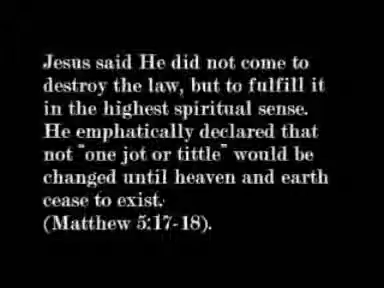 Jesus said He did not come to
destroy the law, but to fulfill it
in the highest spiritual sense.
He emphatically declared that
not "one jot or tittle" would be
changed until heaven and earth
cease to exist.
(Matthew 5:17-18).